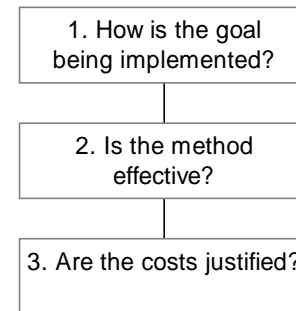 1. How is the goal
being implemented?
2. Is the method
effective?
3. Are the costs justified?